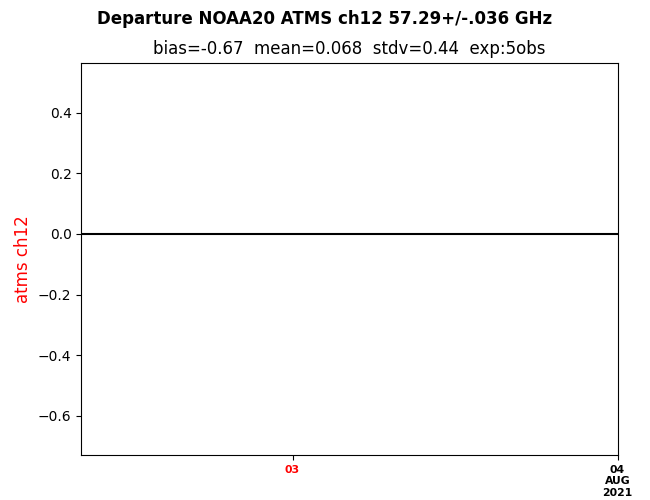 Departure NOAA20 ATMS ch12 57.29+/-.036 GHz
bias=-0.67  mean=0.068  stdv=0.44  exp:5obs
atms ch12
0.4
0.2
0.0
−0.2
−0.4
−0.6
03
04
AUG
2021